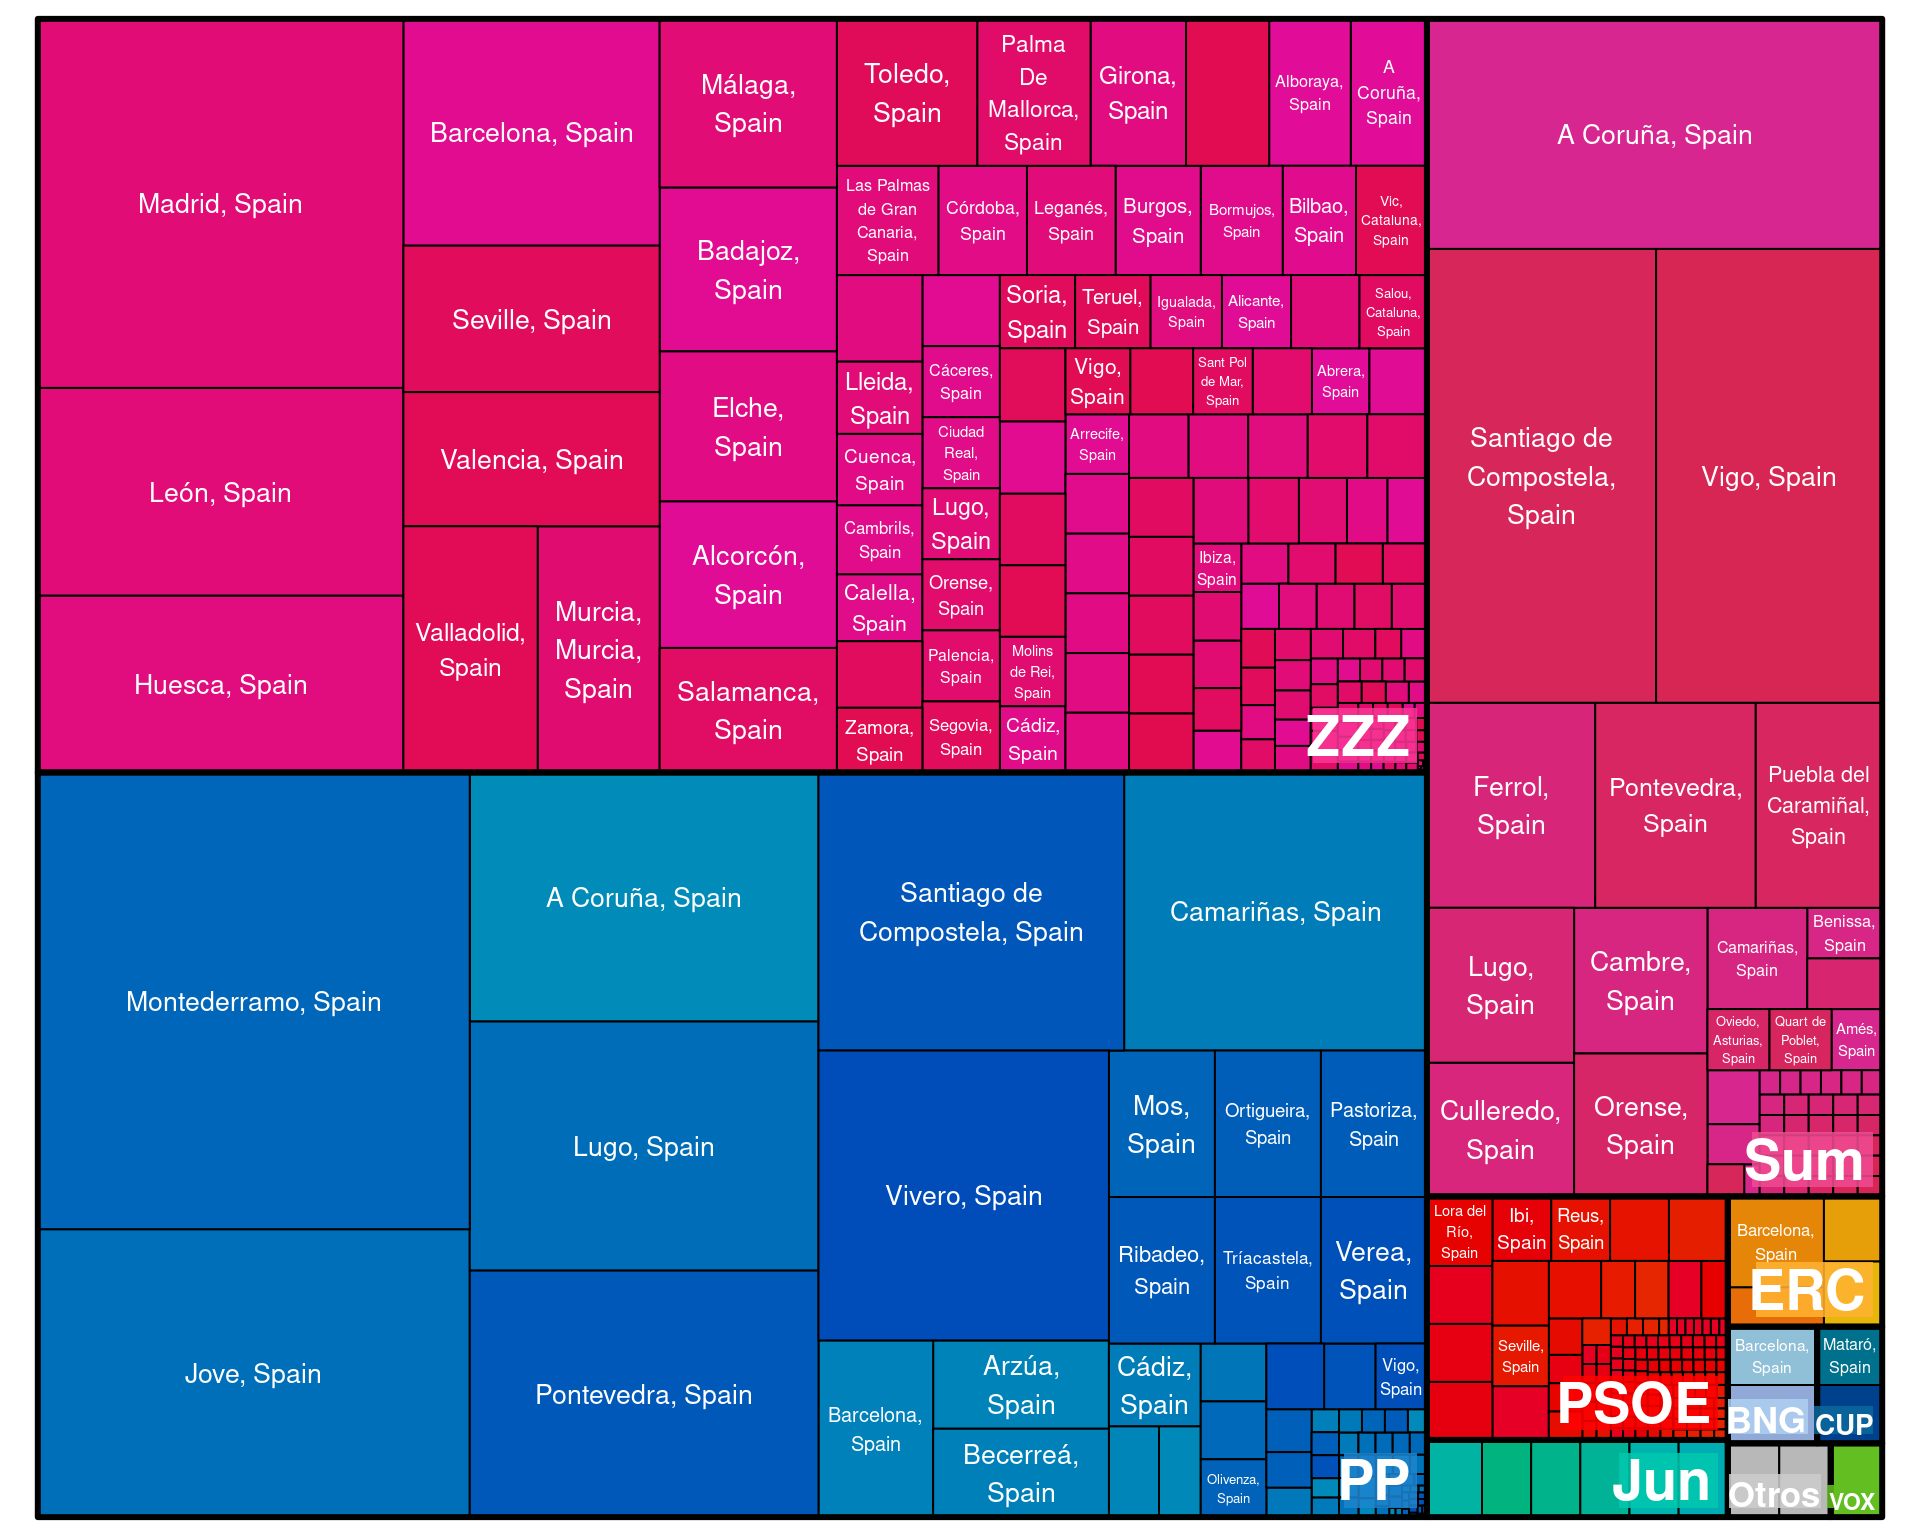 Madrid, Spain
León, Spain
Huesca, Spain
Barcelona, Spain
Seville, Spain
Valencia, Spain
Valladolid,
Spain
Murcia,
Murcia,
Spain
Málaga,
Spain
Badajoz,
Spain
Elche,
Spain
Alcorcón,
Spain
Salamanca,
Spain
Toledo,
Spain
Palma
De
Mallorca,
Spain
Girona,
Spain
Alboraya,
Spain
A
Coruña,
Spain
Las Palmas
de Gran
Canaria,
Spain
Córdoba,
Spain
Leganés,
Spain
Burgos,
Spain
Bormujos,
Spain
Bilbao,
Spain
Vic,
Cataluna,
Spain
Lleida,
Spain
Cuenca,
Spain
Cambrils,
Spain
Calella,
Spain
Zamora,
Spain
Cáceres,
Spain
Ciudad
Real,
Spain
Lugo,
Spain
Orense,
Spain
Palencia,
Spain
Segovia,
Spain
Soria,
Spain
Teruel,
Spain
Igualada,
Spain
Alicante,
Spain
Salou,
Cataluna,
Spain
Vigo,
Spain
Sant Pol
de Mar,
Spain
Abrera,
Spain
Arrecife,
Spain
Ibiza,
Spain
Molins
de Rei,
Spain
Cádiz,
Spain
ZZZ
Montederramo, Spain
Jove, Spain
A Coruña, Spain
Lugo, Spain
Pontevedra, Spain
Santiago de
Compostela, Spain
Camariñas, Spain
Vivero, Spain
Mos,
Spain
Ortigueira,
Spain
Pastoriza,
Spain
Ribadeo,
Spain
Tríacastela,
Spain
Verea,
Spain
Barcelona,
Spain
Arzúa,
Spain
Becerreá,
Spain
Cádiz,
Spain
Olivenza,
Spain
Vigo,
Spain
PP
A Coruña, Spain
Santiago de
Compostela,
Spain
Vigo, Spain
Ferrol,
Spain
Pontevedra,
Spain
Puebla del
Caramiñal,
Spain
Lugo,
Spain
Cambre,
Spain
Camariñas,
Spain
Benissa,
Spain
Oviedo,
Asturias,
Spain
Quart de
Poblet,
Spain
Amés,
Spain
Culleredo,
Spain
Orense,
Spain
Sum
Lora del
Río,
Spain
Ibi,
Spain
Reus,
Spain
Seville,
Spain
PSOE
Barcelona,
Spain
ERC
Barcelona,
Spain
BNG
Mataró,
Spain
CUP
Jun
Otros
VOX